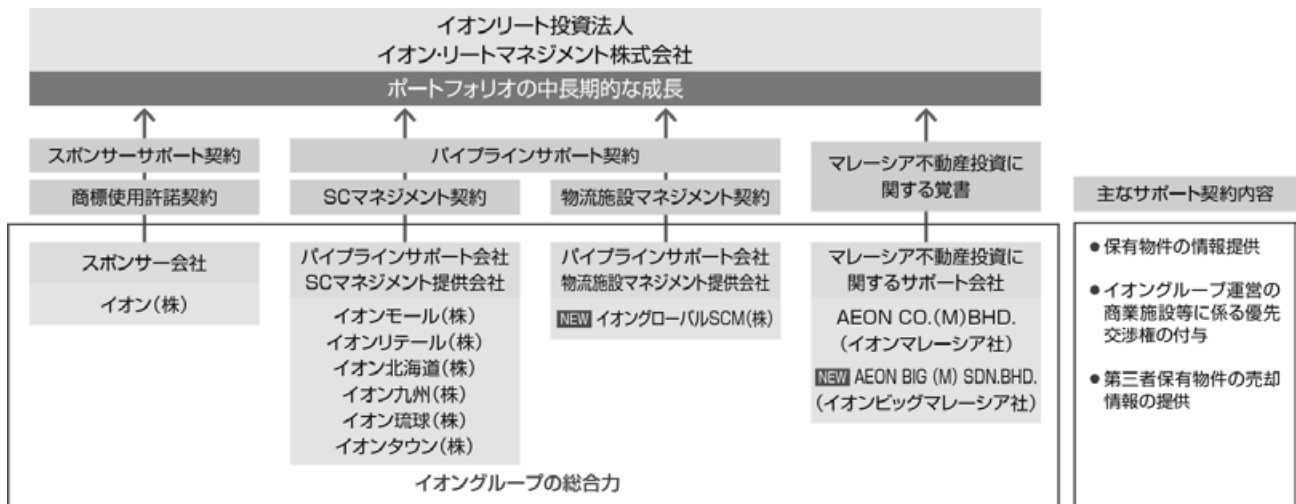 イオンリート投資法人
イオン・リートマネジメント株式会社
ポートフォリオの中長期的な成長
スポンサーサポート契約
商標使用許諾契約
スポンサー会社
イオン(株)
パイプラインサポート契約
SCマネジメント契約
パイプラインサポート会社
SCマネジメント提供会社
イオンモール(株)
イオンリテール(株)
イオン北海道(株)
イオン九州(株)
イオン琉球(株)
イオンタウン(株)
物流施設マネジメント契約
パイプラインサポート会社
物流施設マネジメント提供会社
NEW イオングローバルSCM(株)
マレーシア不動産投資に
関する覚書
マレーシア不動産投資に
関するサポート会社
AEON CO.(M)BHD.
(イオンマレーシア社)
NEW AEON BIG (M) SDN.BHD.
(イオンビッグマレーシア社)
イオングループの総合力
主なサポート契約内容
●保有物件の情報提供
●イオングループ運営の
商業施設等に係る優先
交渉権の付与
●第三者保有物件の売却
情報の提供